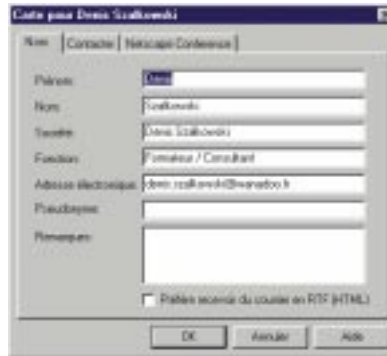 Carte pour Denis Szalkowski
Nom Contacter Netscape Conference
Prénom: Denis
Nom: Szalkowski
Société: Denis Szalkowski
Fonction: Formateur / Consultant
Adresse électronique: denis.szalkowski@wanadoo.fr
Pseudonyme:
Remarques:
Préfère recevoir du courrier en RTF (HTML)
OK Annuler Aide